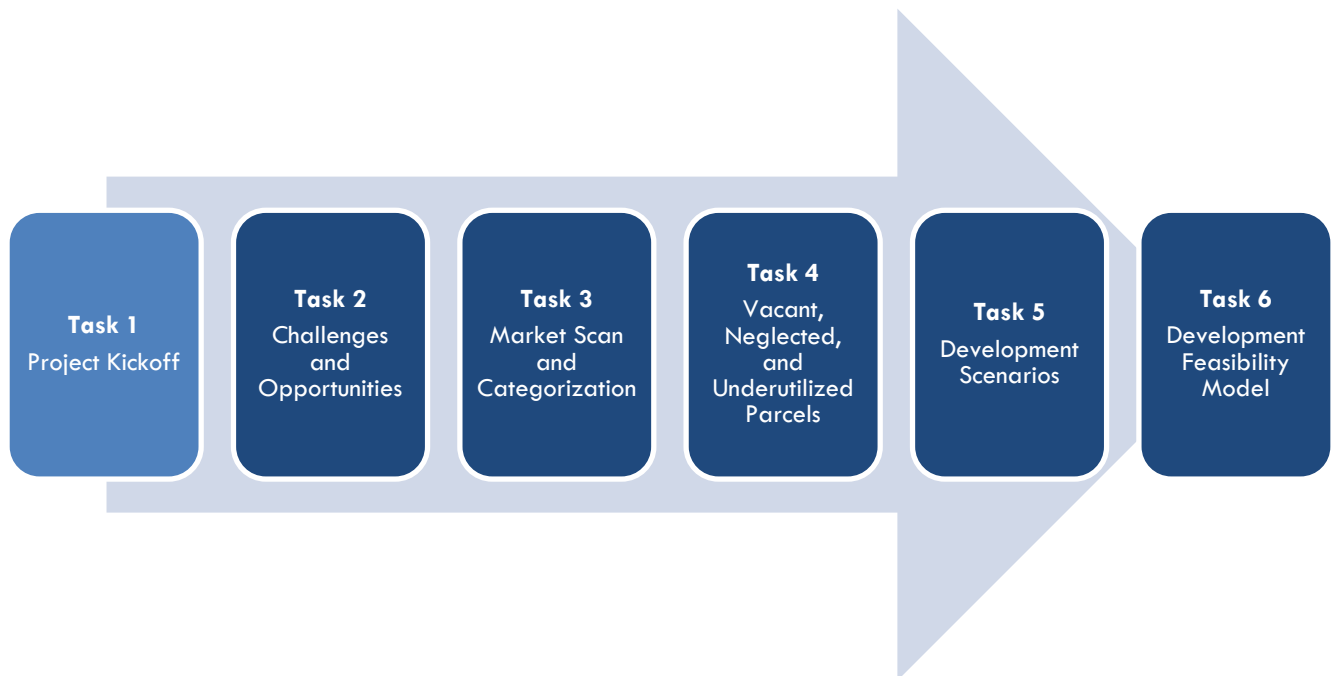 Task 1
Project Kickoff
Task 2
Challenges
and
Opportunities
Task 3
Market Scan
and
Categorization
Task 4
Vacant,
Neglected,
and
Underutilized
Parcels
Task 5
Development
Scenarios
Task 6
Development
Feasibility
Model